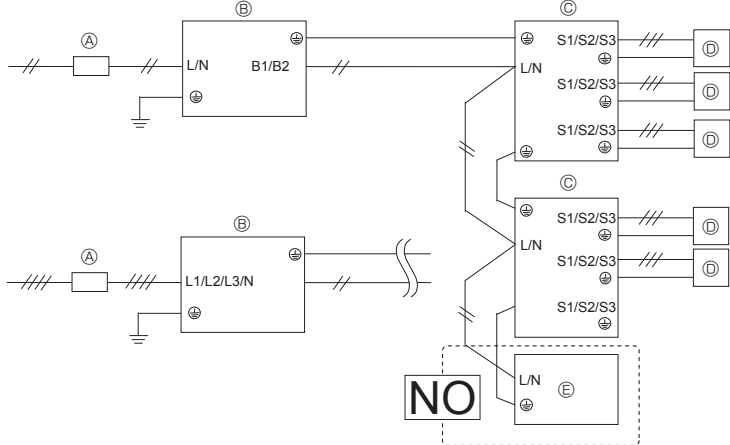 Ⓑ
Ⓒ
Ⓐ
L/N
B1/B2
L/N
S1/S2/S3
Ⓓ
S1/S2/S3
Ⓓ
S1/S2/S3
Ⓓ
Ⓒ
Ⓑ
L/N
S1/S2/S3
Ⓓ
Ⓐ
L1/L2/L3/N
S1/S2/S3
Ⓓ
S1/S2/S3
NO
L/N
Ⓔ